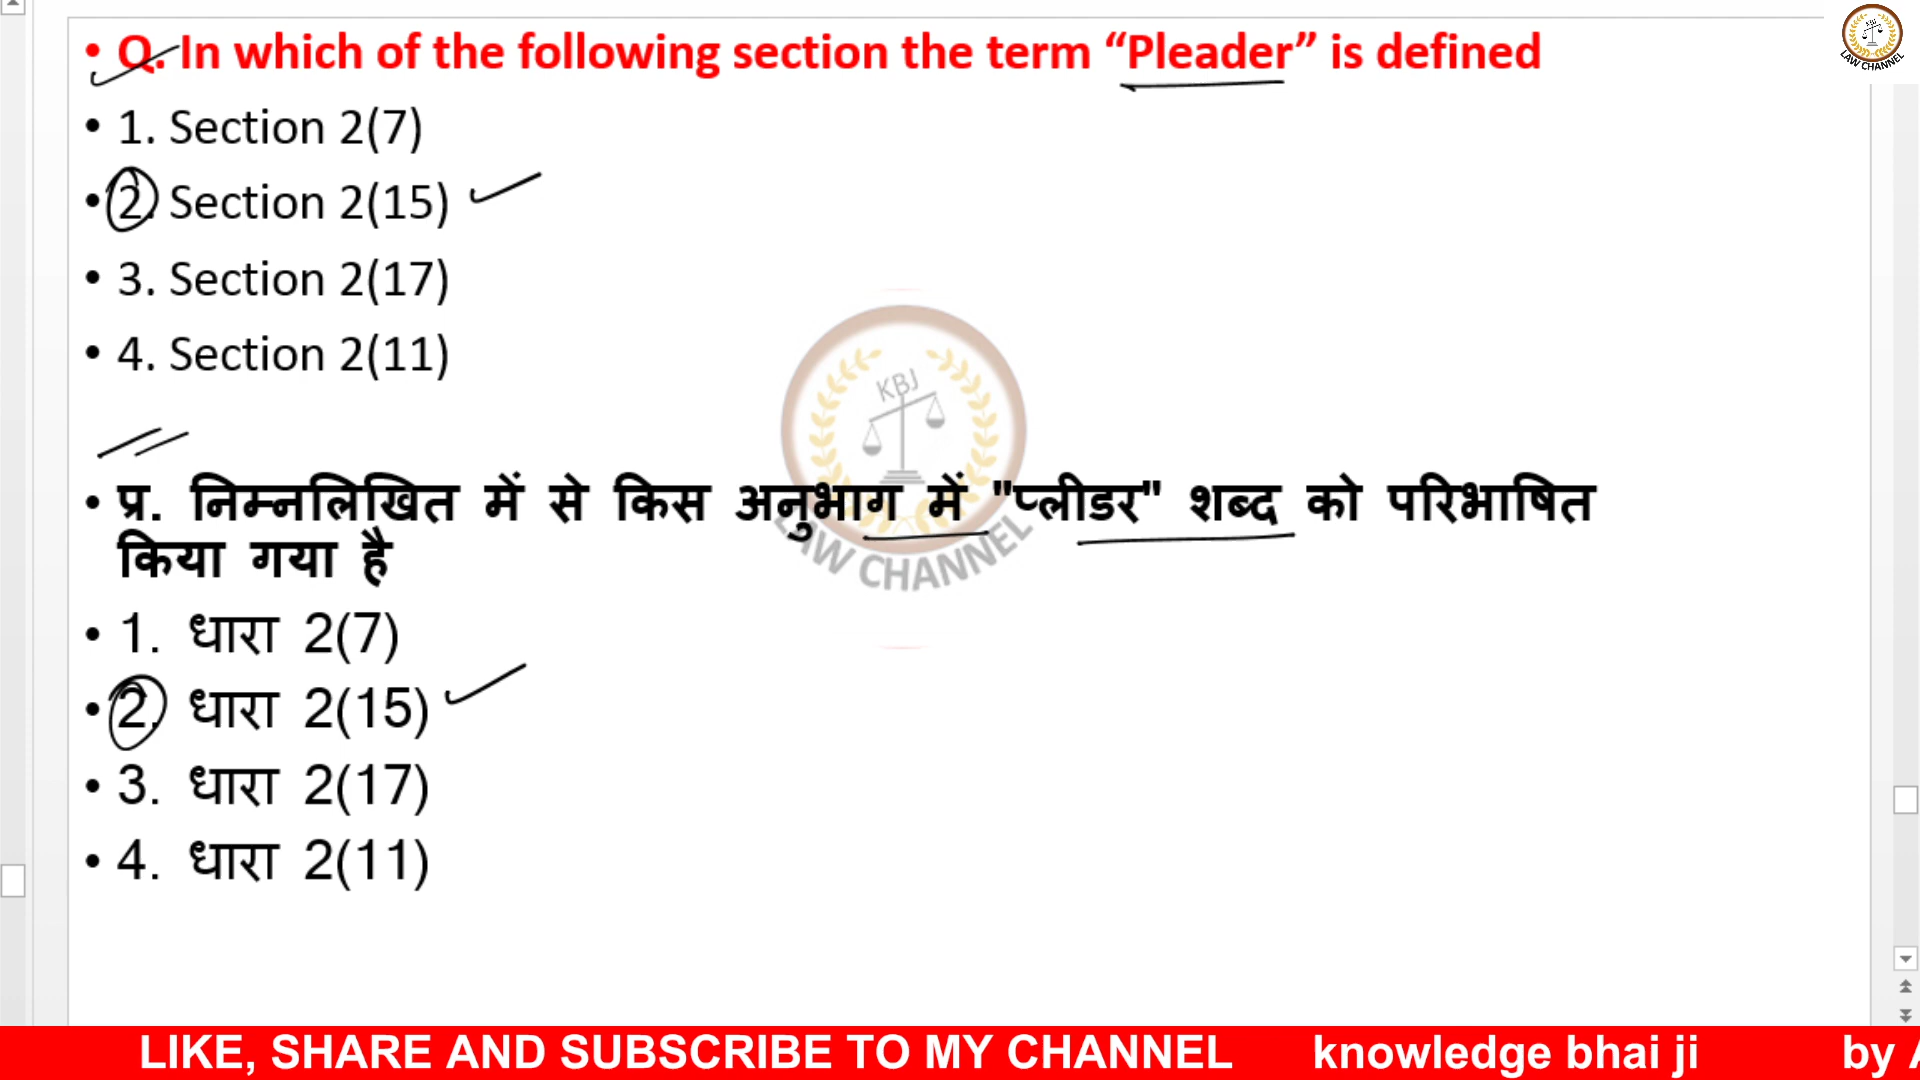 • Q. In which of the following section the term “Pleader” is defined
• 1. Section 2(7)
• 2. Section 2(15)
• 3. Section 2(17)
• 4. Section 2(11)
• प्र. निम्नलिखित में से किस अनुभाग में "प्लीडर" शब्द को परिभाषित
किया गया है
• 1. धारा 2(7)
• 2. धारा 2(15)
• 3. धारा 2(17)
• 4. धारा 2(11)
KBJ
LAW CHANNEL
KBJ
LAW CHANNEL
LIKE, SHARE AND SUBSCRIBE TO MY CHANNEL knowledge bhai ji by A